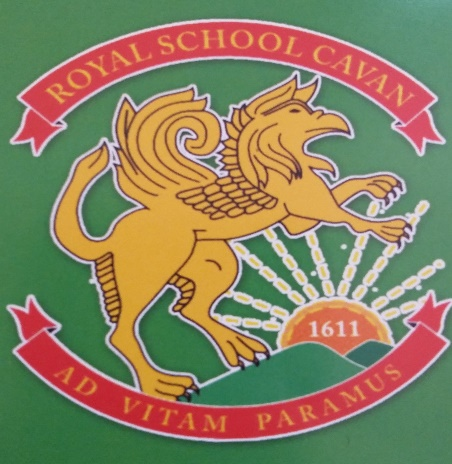 ROYAL SCHOOL CAVAN
1611
AD VITAM PARAMUS